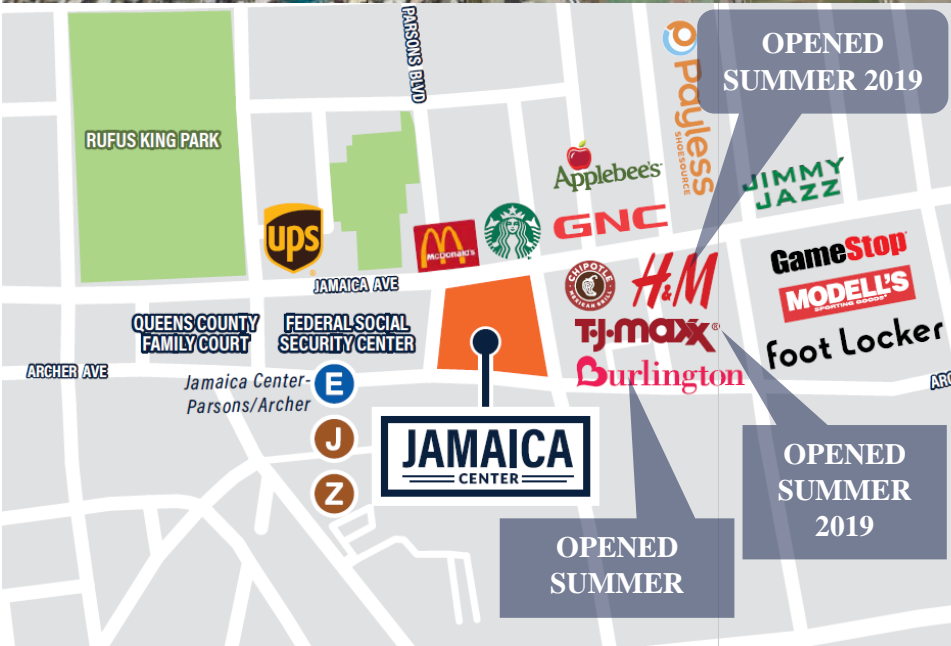 PARSONS BLVD
OPENED
SUMMER 2019
Payless
SHOESOURCE
RUFUS KING PARK
Applebee's
JIMMY
JAZZ
ups
McDonald's
GNC
GameStop
JAMAICA AVE
CHIPOTLE
MEXICAN GRILL
H&M
MODELL'S
SPORTING GOODS
QUEENS COUNTY
FAMILY COURT
FEDERAL SOCIAL
SECURITY CENTER
T·J·maxx®
foot Locker
ARCHER AVE
Burlington
ARC
Jamaica Center-
Parsons/Archer
E
J
Z
JAMAICA
CENTER
OPENED
SUMMER
2019
OPENED
SUMMER